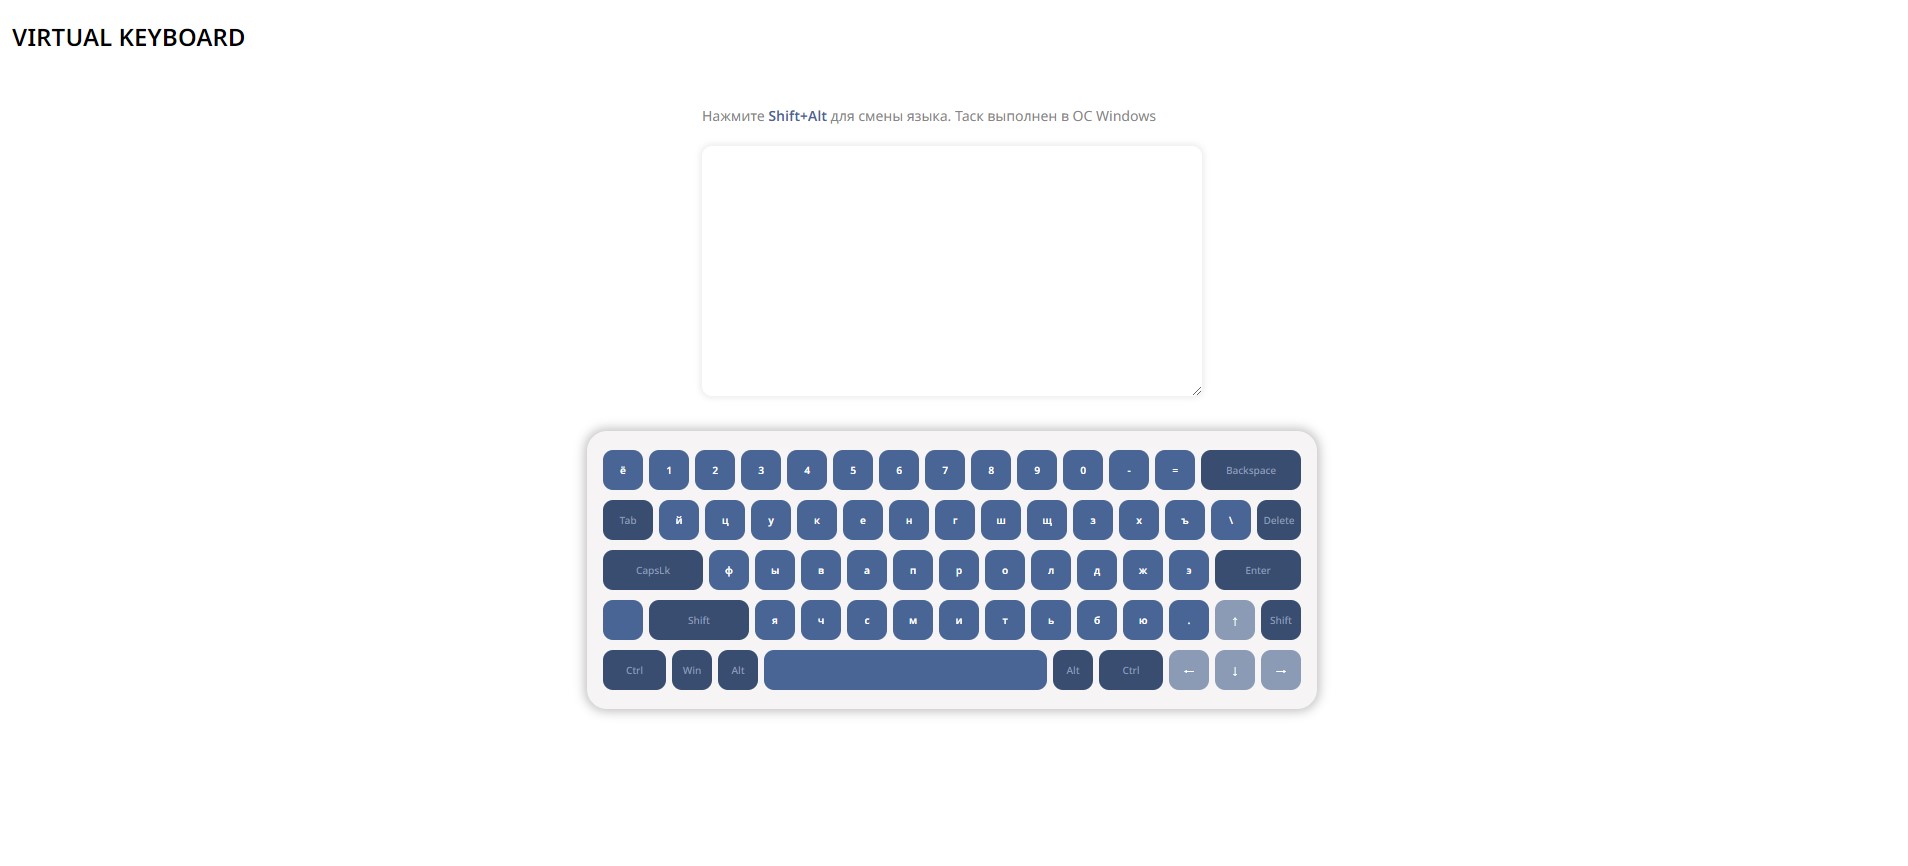 VIRTUAL KEYBOARD
Нажмите Shift+Alt для смены языка. Таск выполнен в ОС Windows
ё 1 2 3 4 5 6 7 8 9 0 - = Backspace
Tab й ц у к е н г ш щ з х ъ \ Delete
CapsLk ф ы в а п р о л д ж э Enter
Shift я ч с м и т ь б ю . ↑ Shift
Ctrl Win Alt Alt Ctrl ← ↓ →